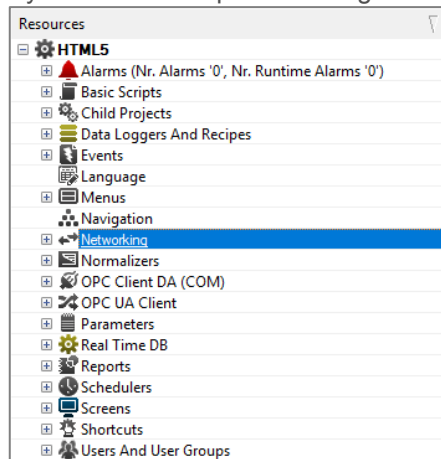 Resources
HTML5
Alarms (Nr. Alarms '0', Nr. Runtime Alarms '0')
Basic Scripts
Child Projects
Data Loggers And Recipes
Events
Language
Menus
Navigation
Networking
Normalizers
OPC Client DA (COM)
OPC UA Client
Parameters
Real Time DB
Reports
Schedulers
Screens
Shortcuts
Users And User Groups